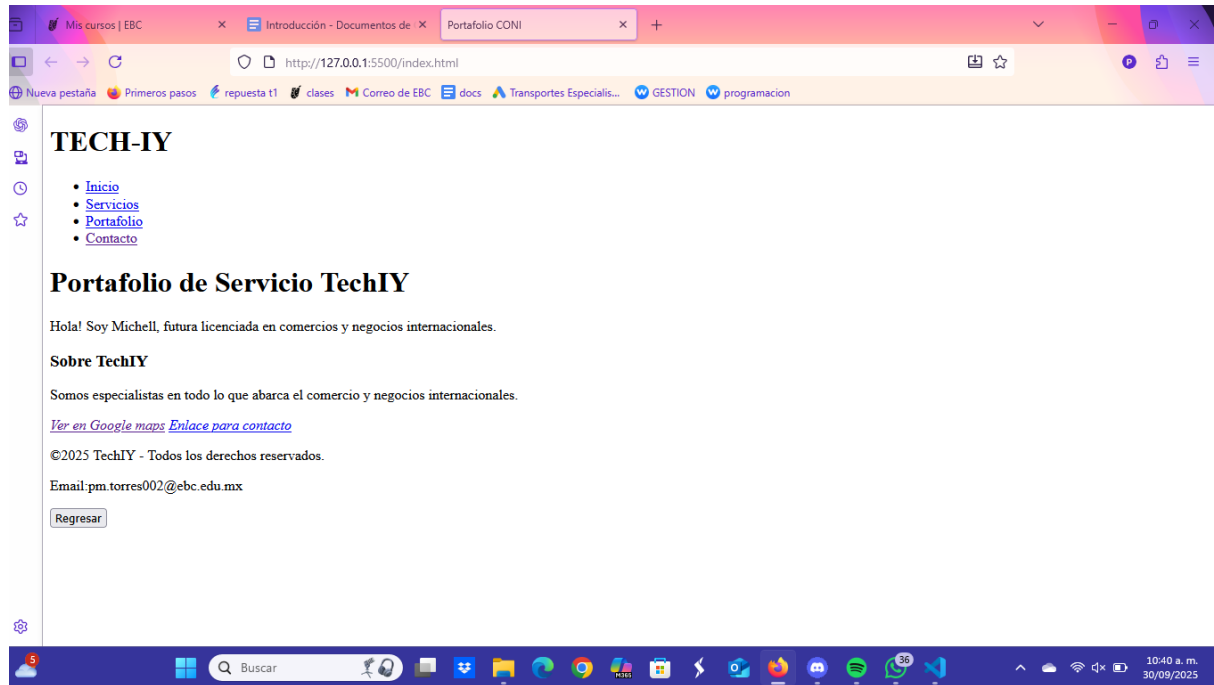 Mis cursos | EBC
Introducción - Documentos de
Portafolio CONI
http://127.0.0.1:5500/index.html
P
Nueva pestaña Primeros pasos repuesta t1 clases Correo de EBC docs Transportes Especialis... GESTION programacion
TECH-IY
Inicio
Servicios
Portafolio
Contacto
Portafolio de Servicio TechIY
Hola! Soy Michell, futura licenciada en comercios y negocios internacionales.
Sobre TechIY
Somos especialistas en todo lo que abarca el comercio y negocios internacionales.
Ver en Google maps Enlace para contacto
©2025 TechIY - Todos los derechos reservados.
Email:pm.torres002@ebc.edu.mx
Regresar
5
Buscar
M365
36
10:40 a. m.
30/09/2025